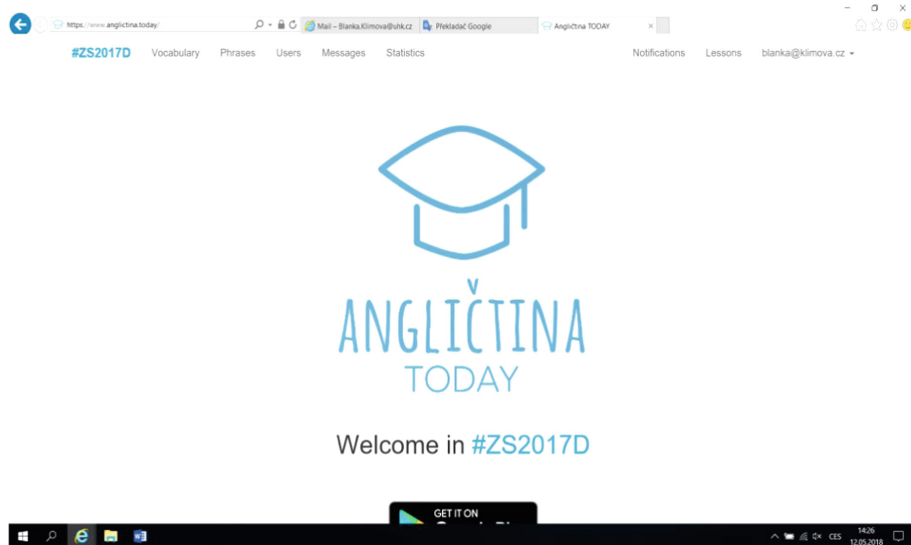 https://www.anglictina.today/
Mail – Blanka.Klimova@uhk.cz
Překladač Google
Angličtina TODAY
#ZS2017D Vocabulary Phrases Users Messages Statistics Notifications Lessons blanka@klimova.cz
ANGLIČTINA
TODAY
Welcome in #ZS2017D
GET IT ON
CES
14:26
12.05.2018